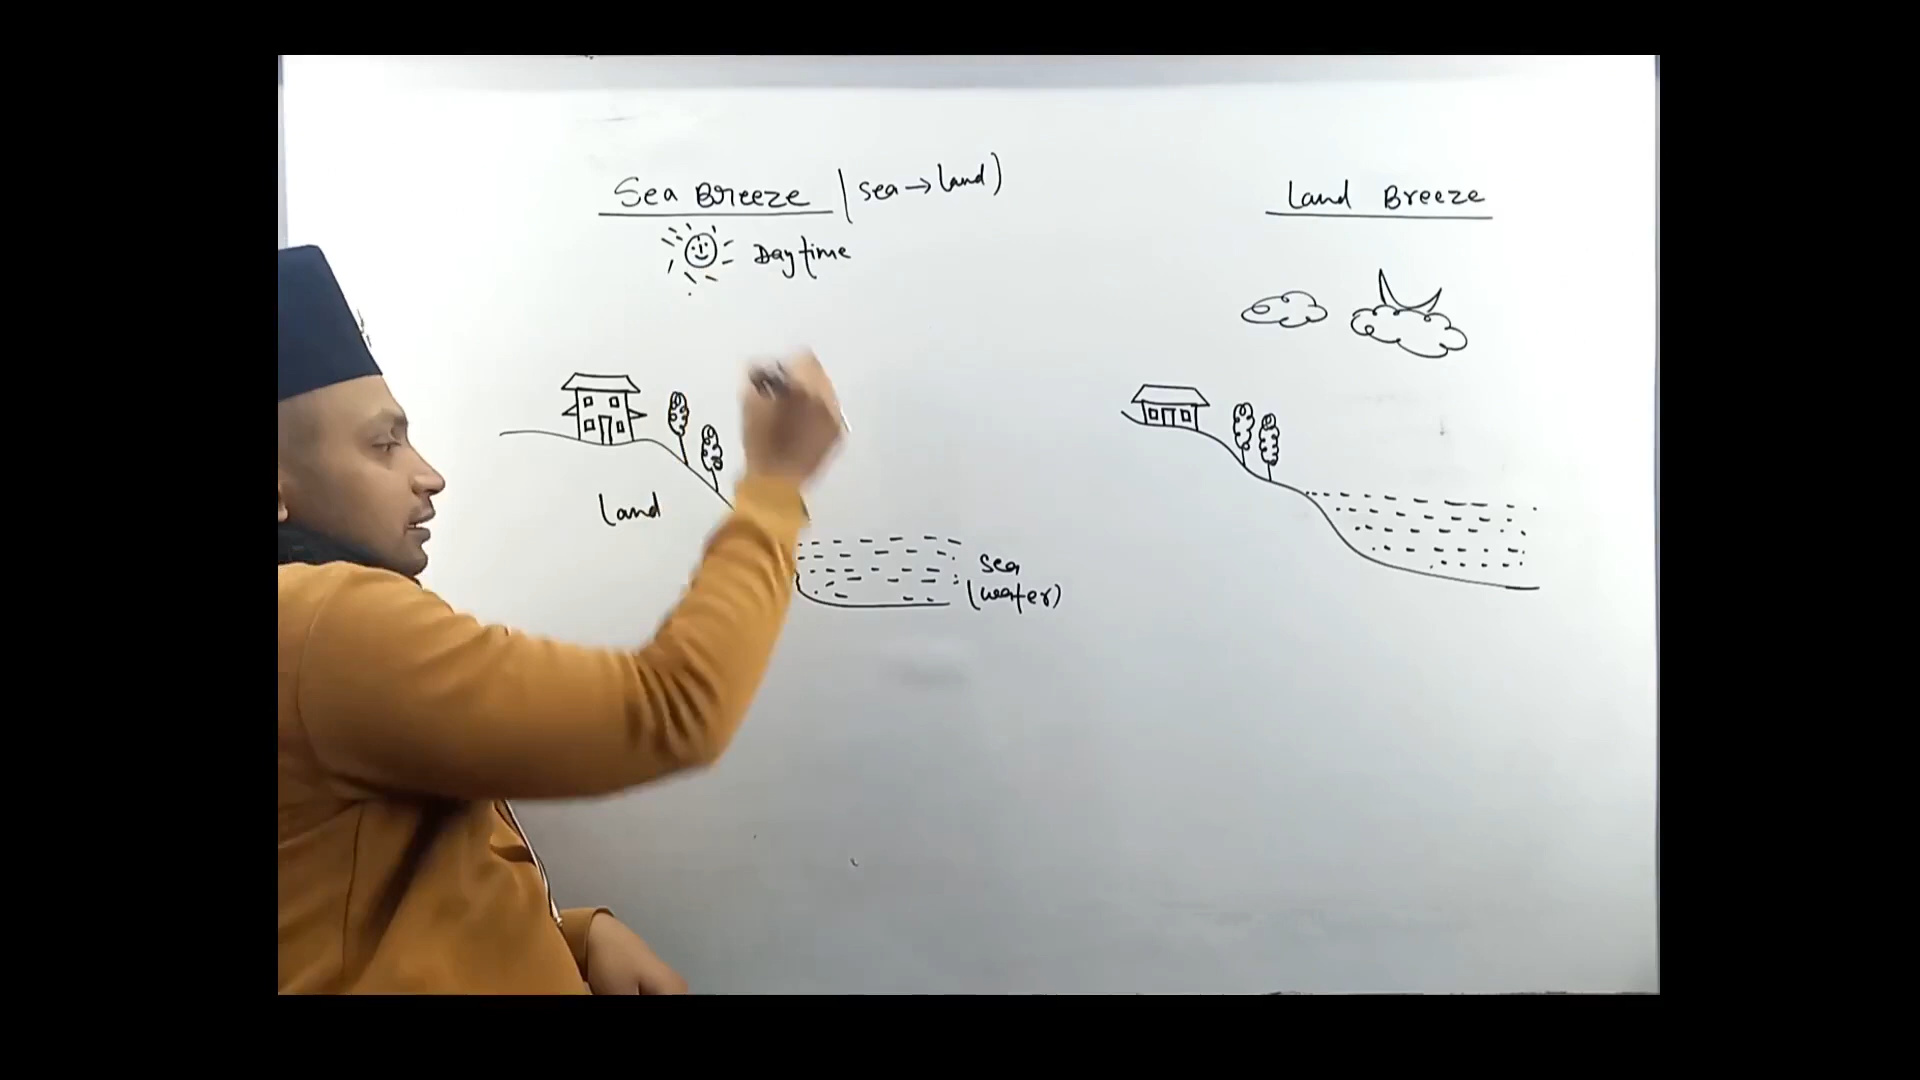 Sea Breeze (sea → land)
Day time
Land
Sea
(water)
Land Breeze